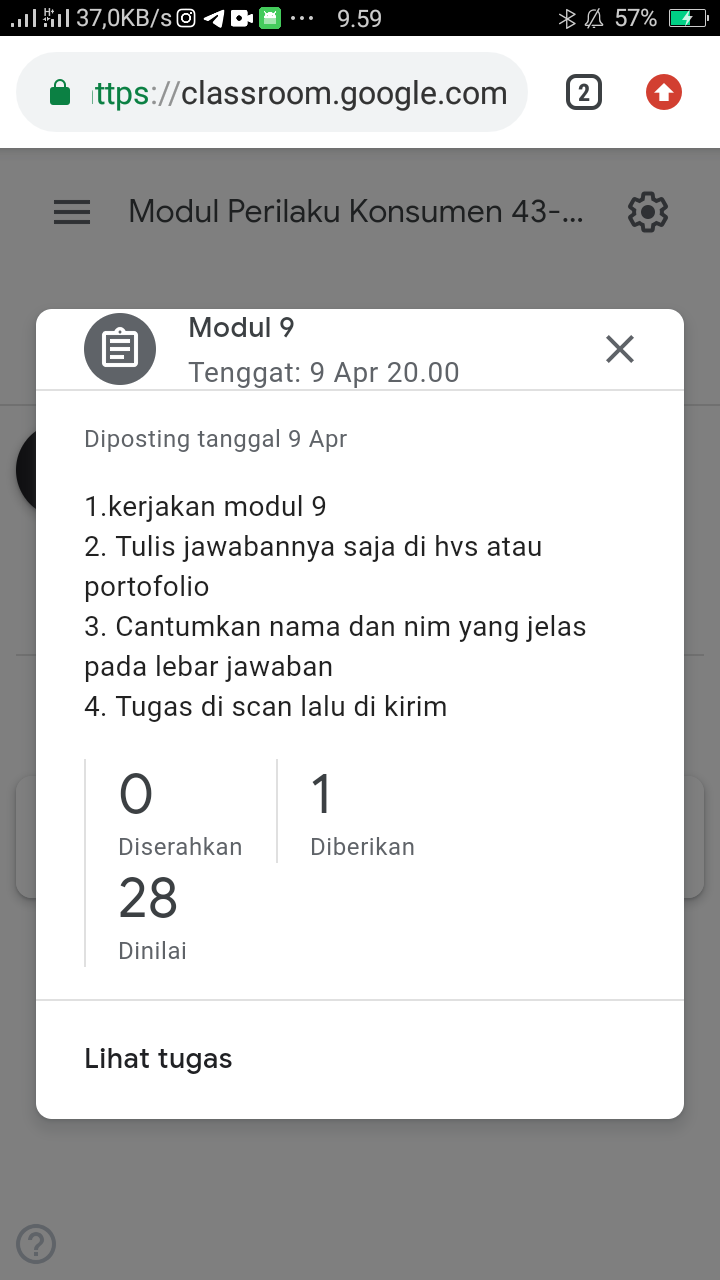 37,0KB/s
9.59
57%
ttps://classroom.google.com
2
Modul Perilaku Konsumen 43-...
Modul 9
Tenggat: 9 Apr 20.00
Diposting tanggal 9 Apr
1.kerjakan modul 9
2. Tulis jawabannya saja di hvs atau
portofolio
3. Cantumkan nama dan nim yang jelas
pada lebar jawaban
4. Tugas di scan lalu di kirim
0
Diserahkan
1
Diberikan
28
Dinilai
Lihat tugas